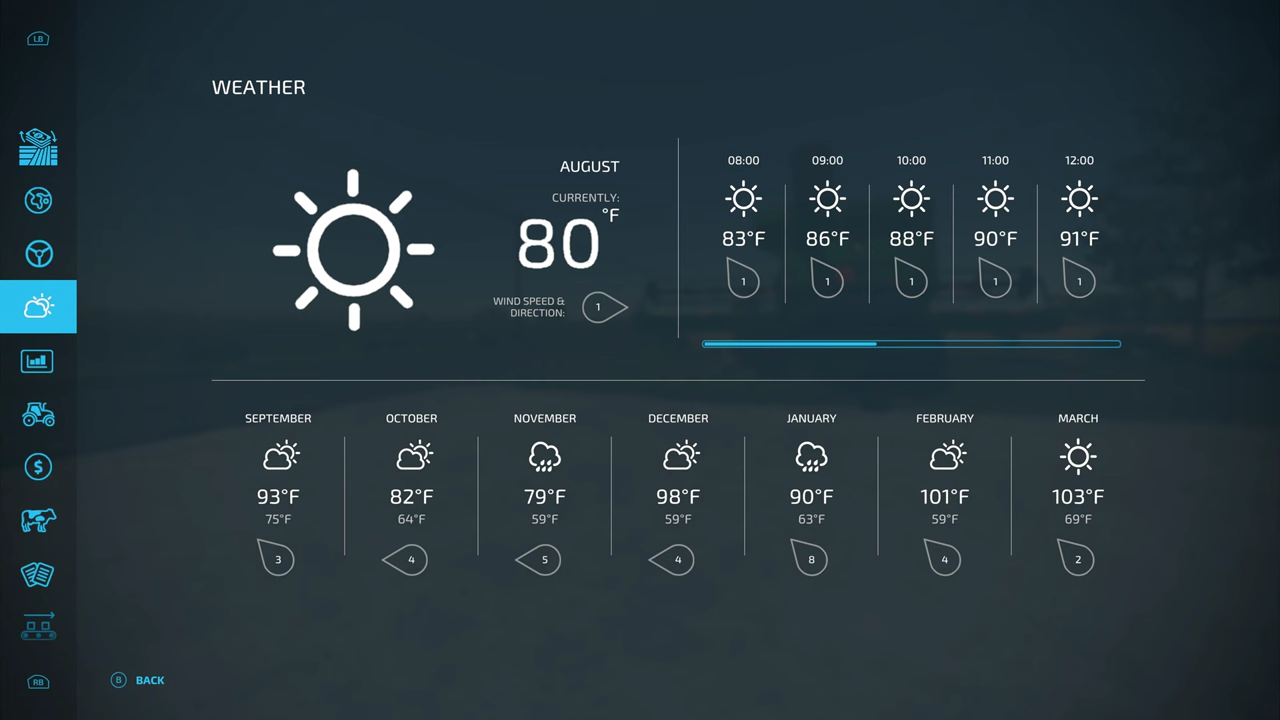 LB
WEATHER
AUGUST
CURRENTLY:
80 °F
WIND SPEED &
DIRECTION:
1
08:00 09:00 10:00 11:00 12:00
83°F 86°F 88°F 90°F 91°F
1 1 1 1 1
SEPTEMBER OCTOBER NOVEMBER DECEMBER JANUARY FEBRUARY MARCH
93°F 82°F 79°F 98°F 90°F 101°F 103°F
75°F 64°F 59°F 59°F 63°F 59°F 69°F
3 4 5 4 8 4 2
$
RB
B BACK